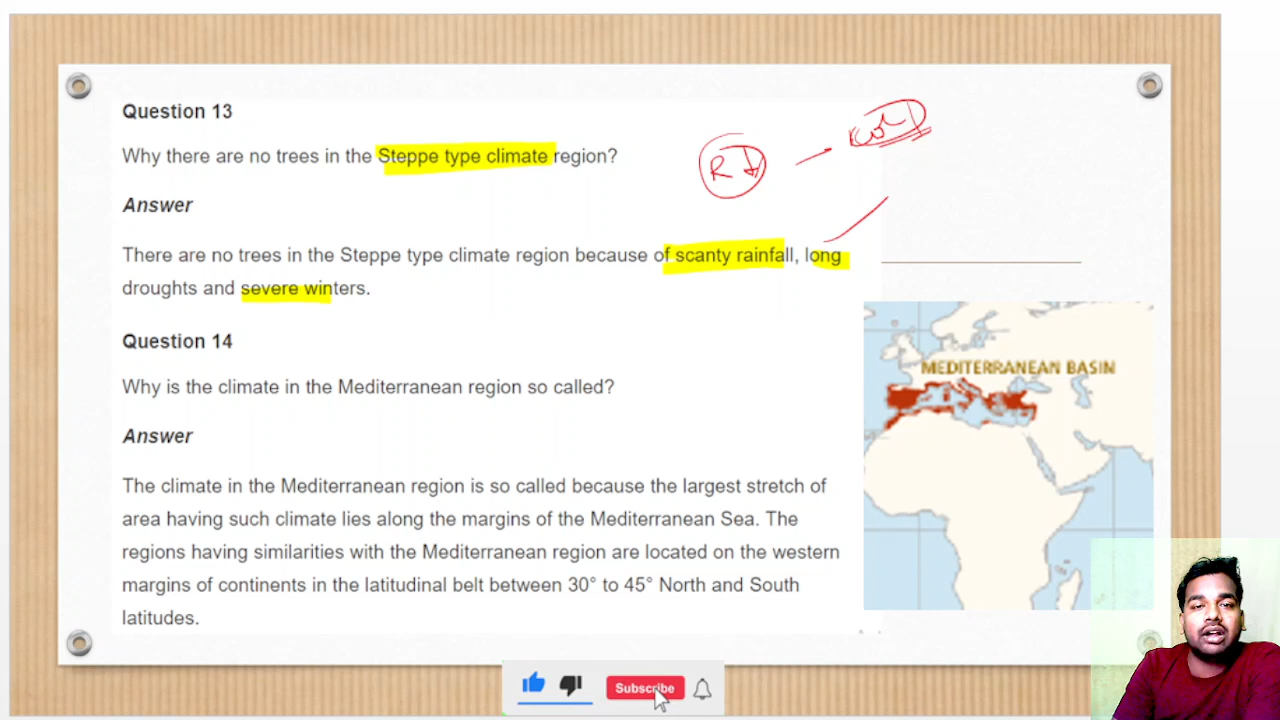 Question 13
Why there are no trees in the Steppe type climate region?
R
Answer
There are no trees in the Steppe type climate region because of scanty rainfall, long
droughts and severe winters.
Question 14
Why is the climate in the Mediterranean region so called?
Answer
The climate in the Mediterranean region is so called because the largest stretch of
area having such climate lies along the margins of the Mediterranean Sea. The
regions having similarities with the Mediterranean region are located on the western
margins of continents in the latitudinal belt between 30° to 45° North and South
latitudes.
MEDITERRANEAN BASIN
Subscribe